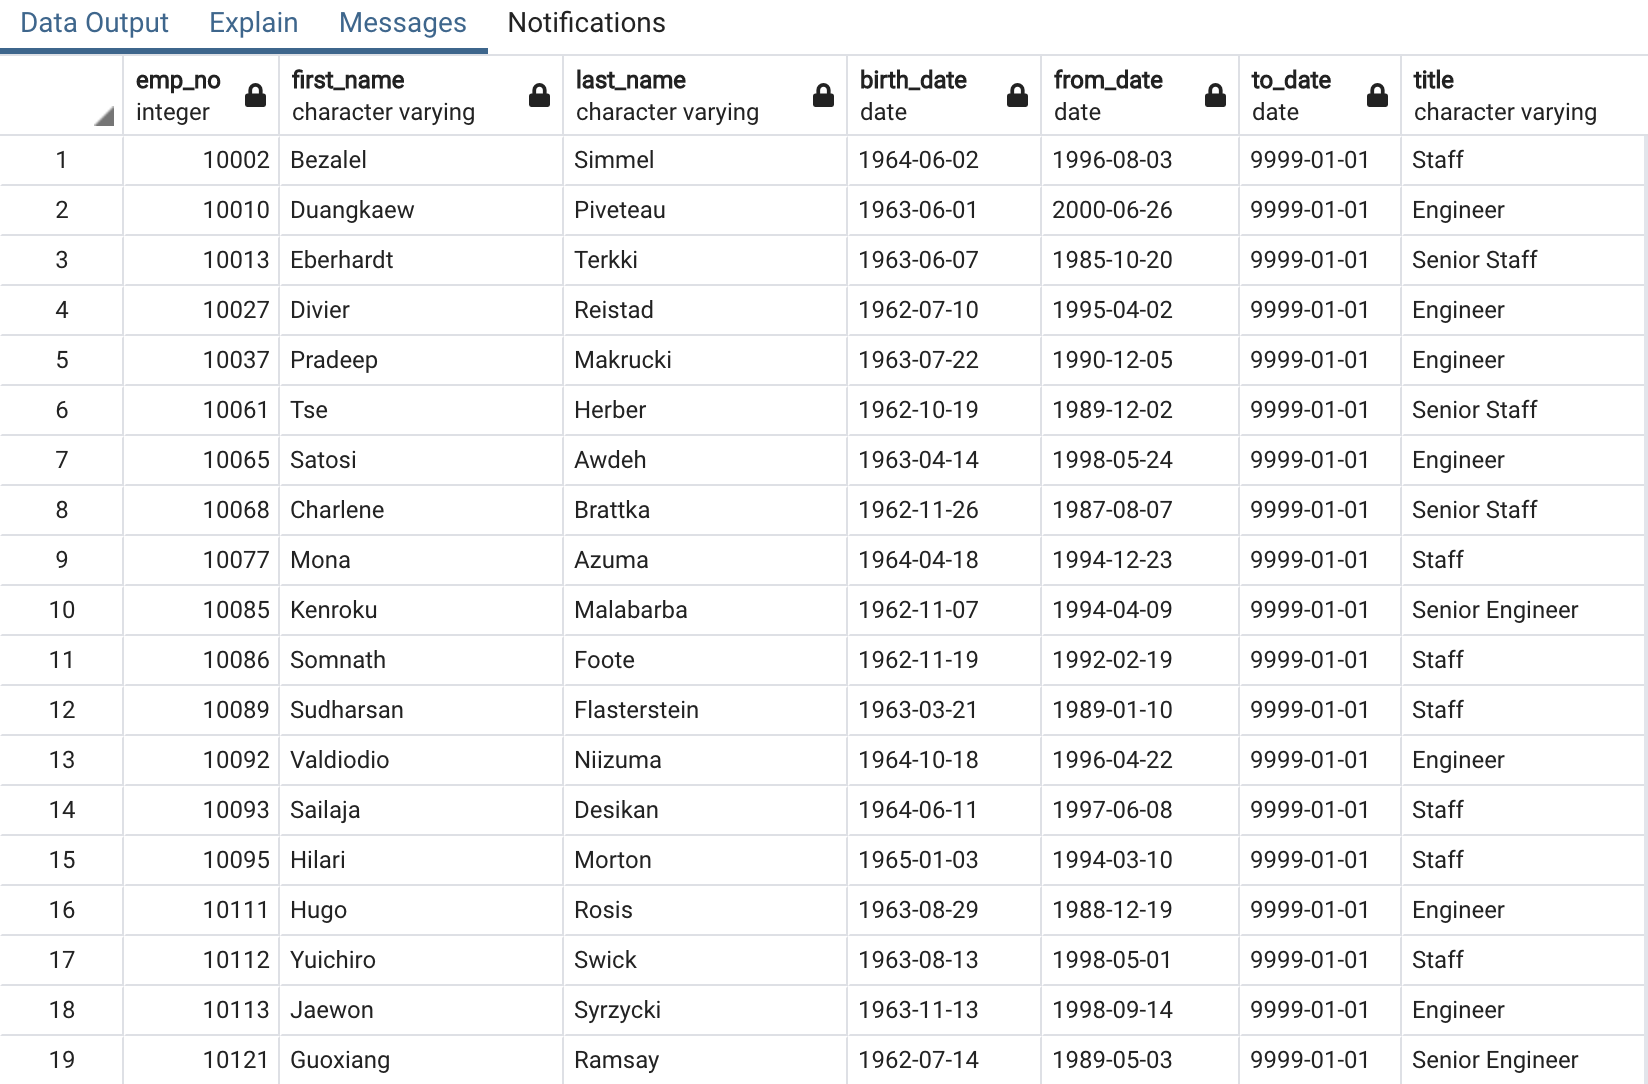 Data Output Explain Messages Notifications
emp_no first_name last_name birth_date from_date to_date title
integer character varying character varying date date date character varying
1 10002 Bezalel Simmel 1964-06-02 1996-08-03 9999-01-01 Staff
2 10010 Duangkaew Piveteau 1963-06-01 2000-06-26 9999-01-01 Engineer
3 10013 Eberhardt Terkki 1963-06-07 1985-10-20 9999-01-01 Senior Staff
4 10027 Divier Reistad 1962-07-10 1995-04-02 9999-01-01 Engineer
5 10037 Pradeep Makrucki 1963-07-22 1990-12-05 9999-01-01 Engineer
6 10061 Tse Herber 1962-10-19 1989-12-02 9999-01-01 Senior Staff
7 10065 Satosi Awdeh 1963-04-14 1998-05-24 9999-01-01 Engineer
8 10068 Charlene Brattka 1962-11-26 1987-08-07 9999-01-01 Senior Staff
9 10077 Mona Azuma 1964-04-18 1994-12-23 9999-01-01 Staff
10 10085 Kenroku Malabarba 1962-11-07 1994-04-09 9999-01-01 Senior Engineer
11 10086 Somnath Foote 1962-11-19 1992-02-19 9999-01-01 Staff
12 10089 Sudharsan Flasterstein 1963-03-21 1989-01-10 9999-01-01 Staff
13 10092 Valdiodio Niizuma 1964-10-18 1996-04-22 9999-01-01 Engineer
14 10093 Sailaja Desikan 1964-06-11 1997-06-08 9999-01-01 Staff
15 10095 Hilari Morton 1965-01-03 1994-03-10 9999-01-01 Staff
16 10111 Hugo Rosis 1963-08-29 1988-12-19 9999-01-01 Engineer
17 10112 Yuichiro Swick 1963-08-13 1998-05-01 9999-01-01 Staff
18 10113 Jaewon Syrzycki 1963-11-13 1998-09-14 9999-01-01 Engineer
19 10121 Guoxiang Ramsay 1962-07-14 1989-05-03 9999-01-01 Senior Engineer